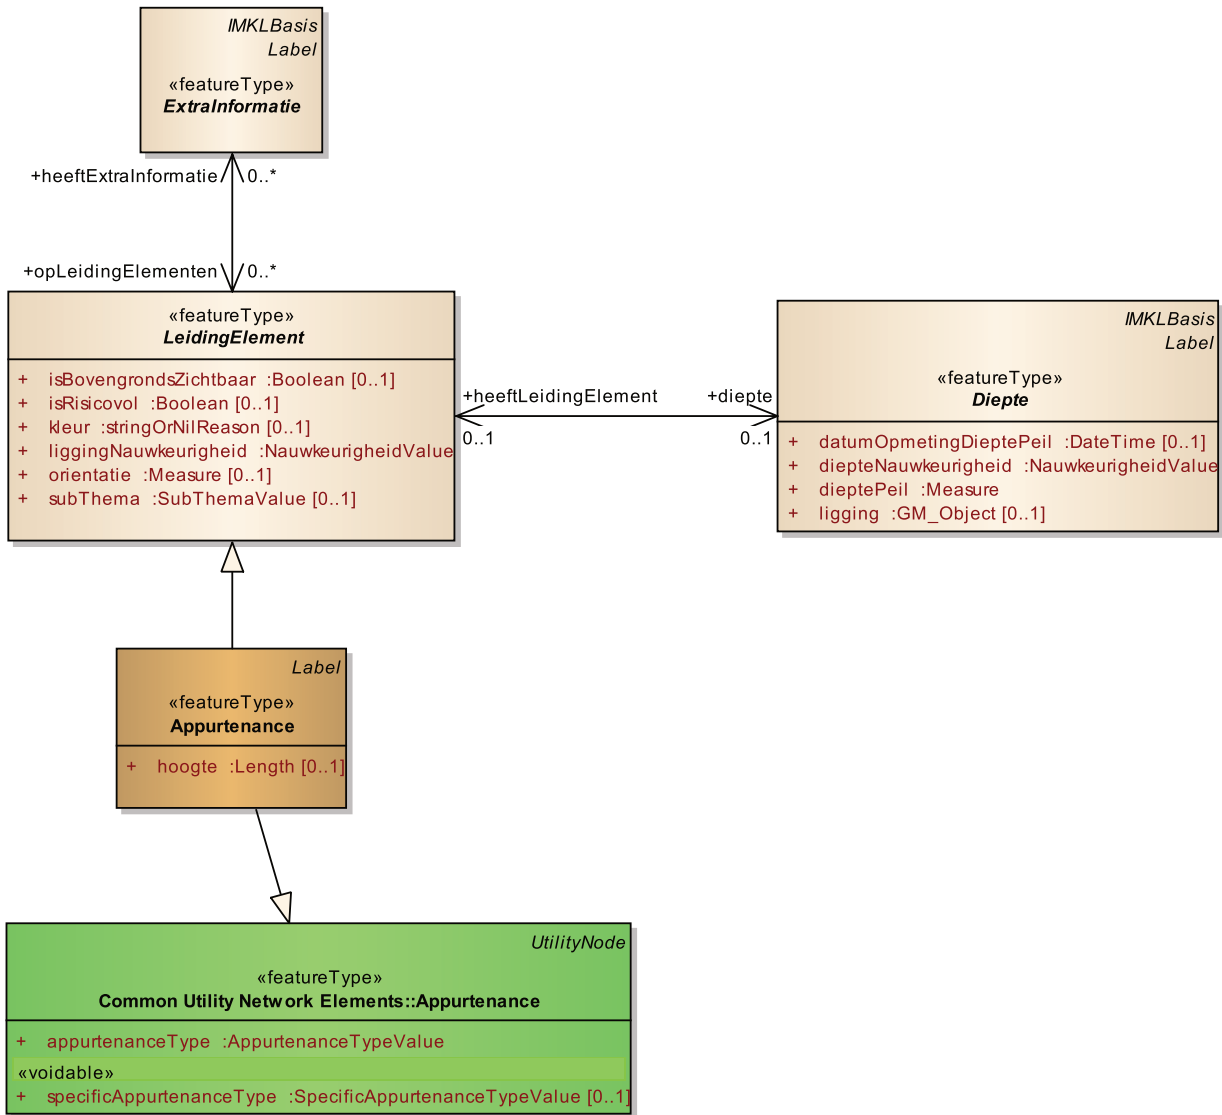 IMKLBasis
Label
«featureType»
ExtraInformatie
+heeftExtraInformatie 0..*
+opLeidingElementen 0..*
«featureType»
LeidingElement
+ isBovengrondsZichtbaar :Boolean [0..1]
+ isRisicovol :Boolean [0..1]
+ kleur :stringOrNilReason [0..1]
+ liggingNauwkeurigheid :NauwkeurigheidValue
+ orientatie :Measure [0..1]
+ subThema :SubThemaValue [0..1]
+heeftLeidingElement +diepte
0..1 0..1
IMKLBasis
Label
«featureType»
Diepte
+ datumOpmetingDieptePeil :DateTime [0..1]
+ diepteNauwkeurigheid :NauwkeurigheidValue
+ dieptePeil :Measure
+ ligging :GM_Object [0..1]
Label
«featureType»
Appurtenance
+ hoogte :Length [0..1]
UtilityNode
«featureType»
Common Utility Network Elements::Appurtenance
+ appurtenanceType :AppurtenanceTypeValue
«voidable»
+ specificAppurtenanceType :SpecificAppurtenanceTypeValue [0..1]